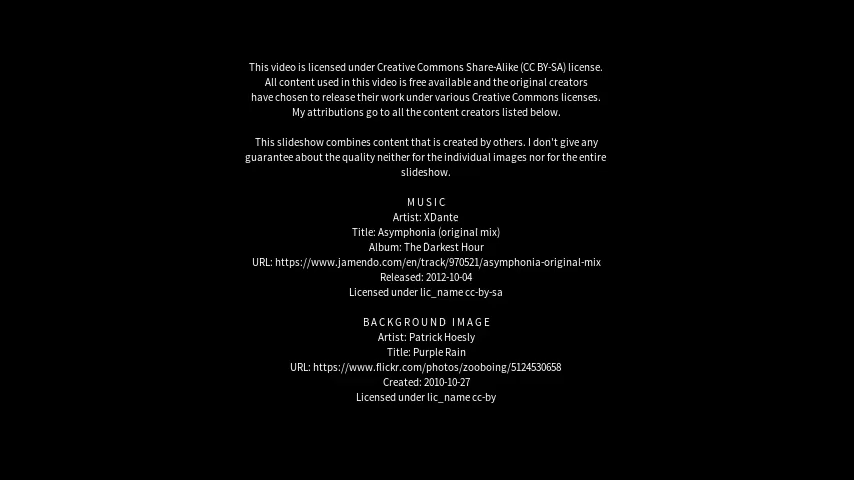 This video is licensed under Creative Commons Share-Alike (CC BY-SA) license.
All content used in this video is free available and the original creators
have chosen to release their work under various Creative Commons licenses.
My attributions go to all the content creators listed below.
This slideshow combines content that is created by others. I don't give any
guarantee about the quality neither for the individual images nor for the entire
slideshow.
M U S I C
Artist: XDante
Title: Asymphonia (original mix)
Album: The Darkest Hour
URL: https://www.jamendo.com/en/track/970521/asymphonia-original-mix
Released: 2012-10-04
Licensed under lic_name cc-by-sa
B A C K G R O U N D   I M A G E
Artist: Patrick Hoesly
Title: Purple Rain
URL: https://www.flickr.com/photos/zooboing/5124530658
Created: 2010-10-27
Licensed under lic_name cc-by